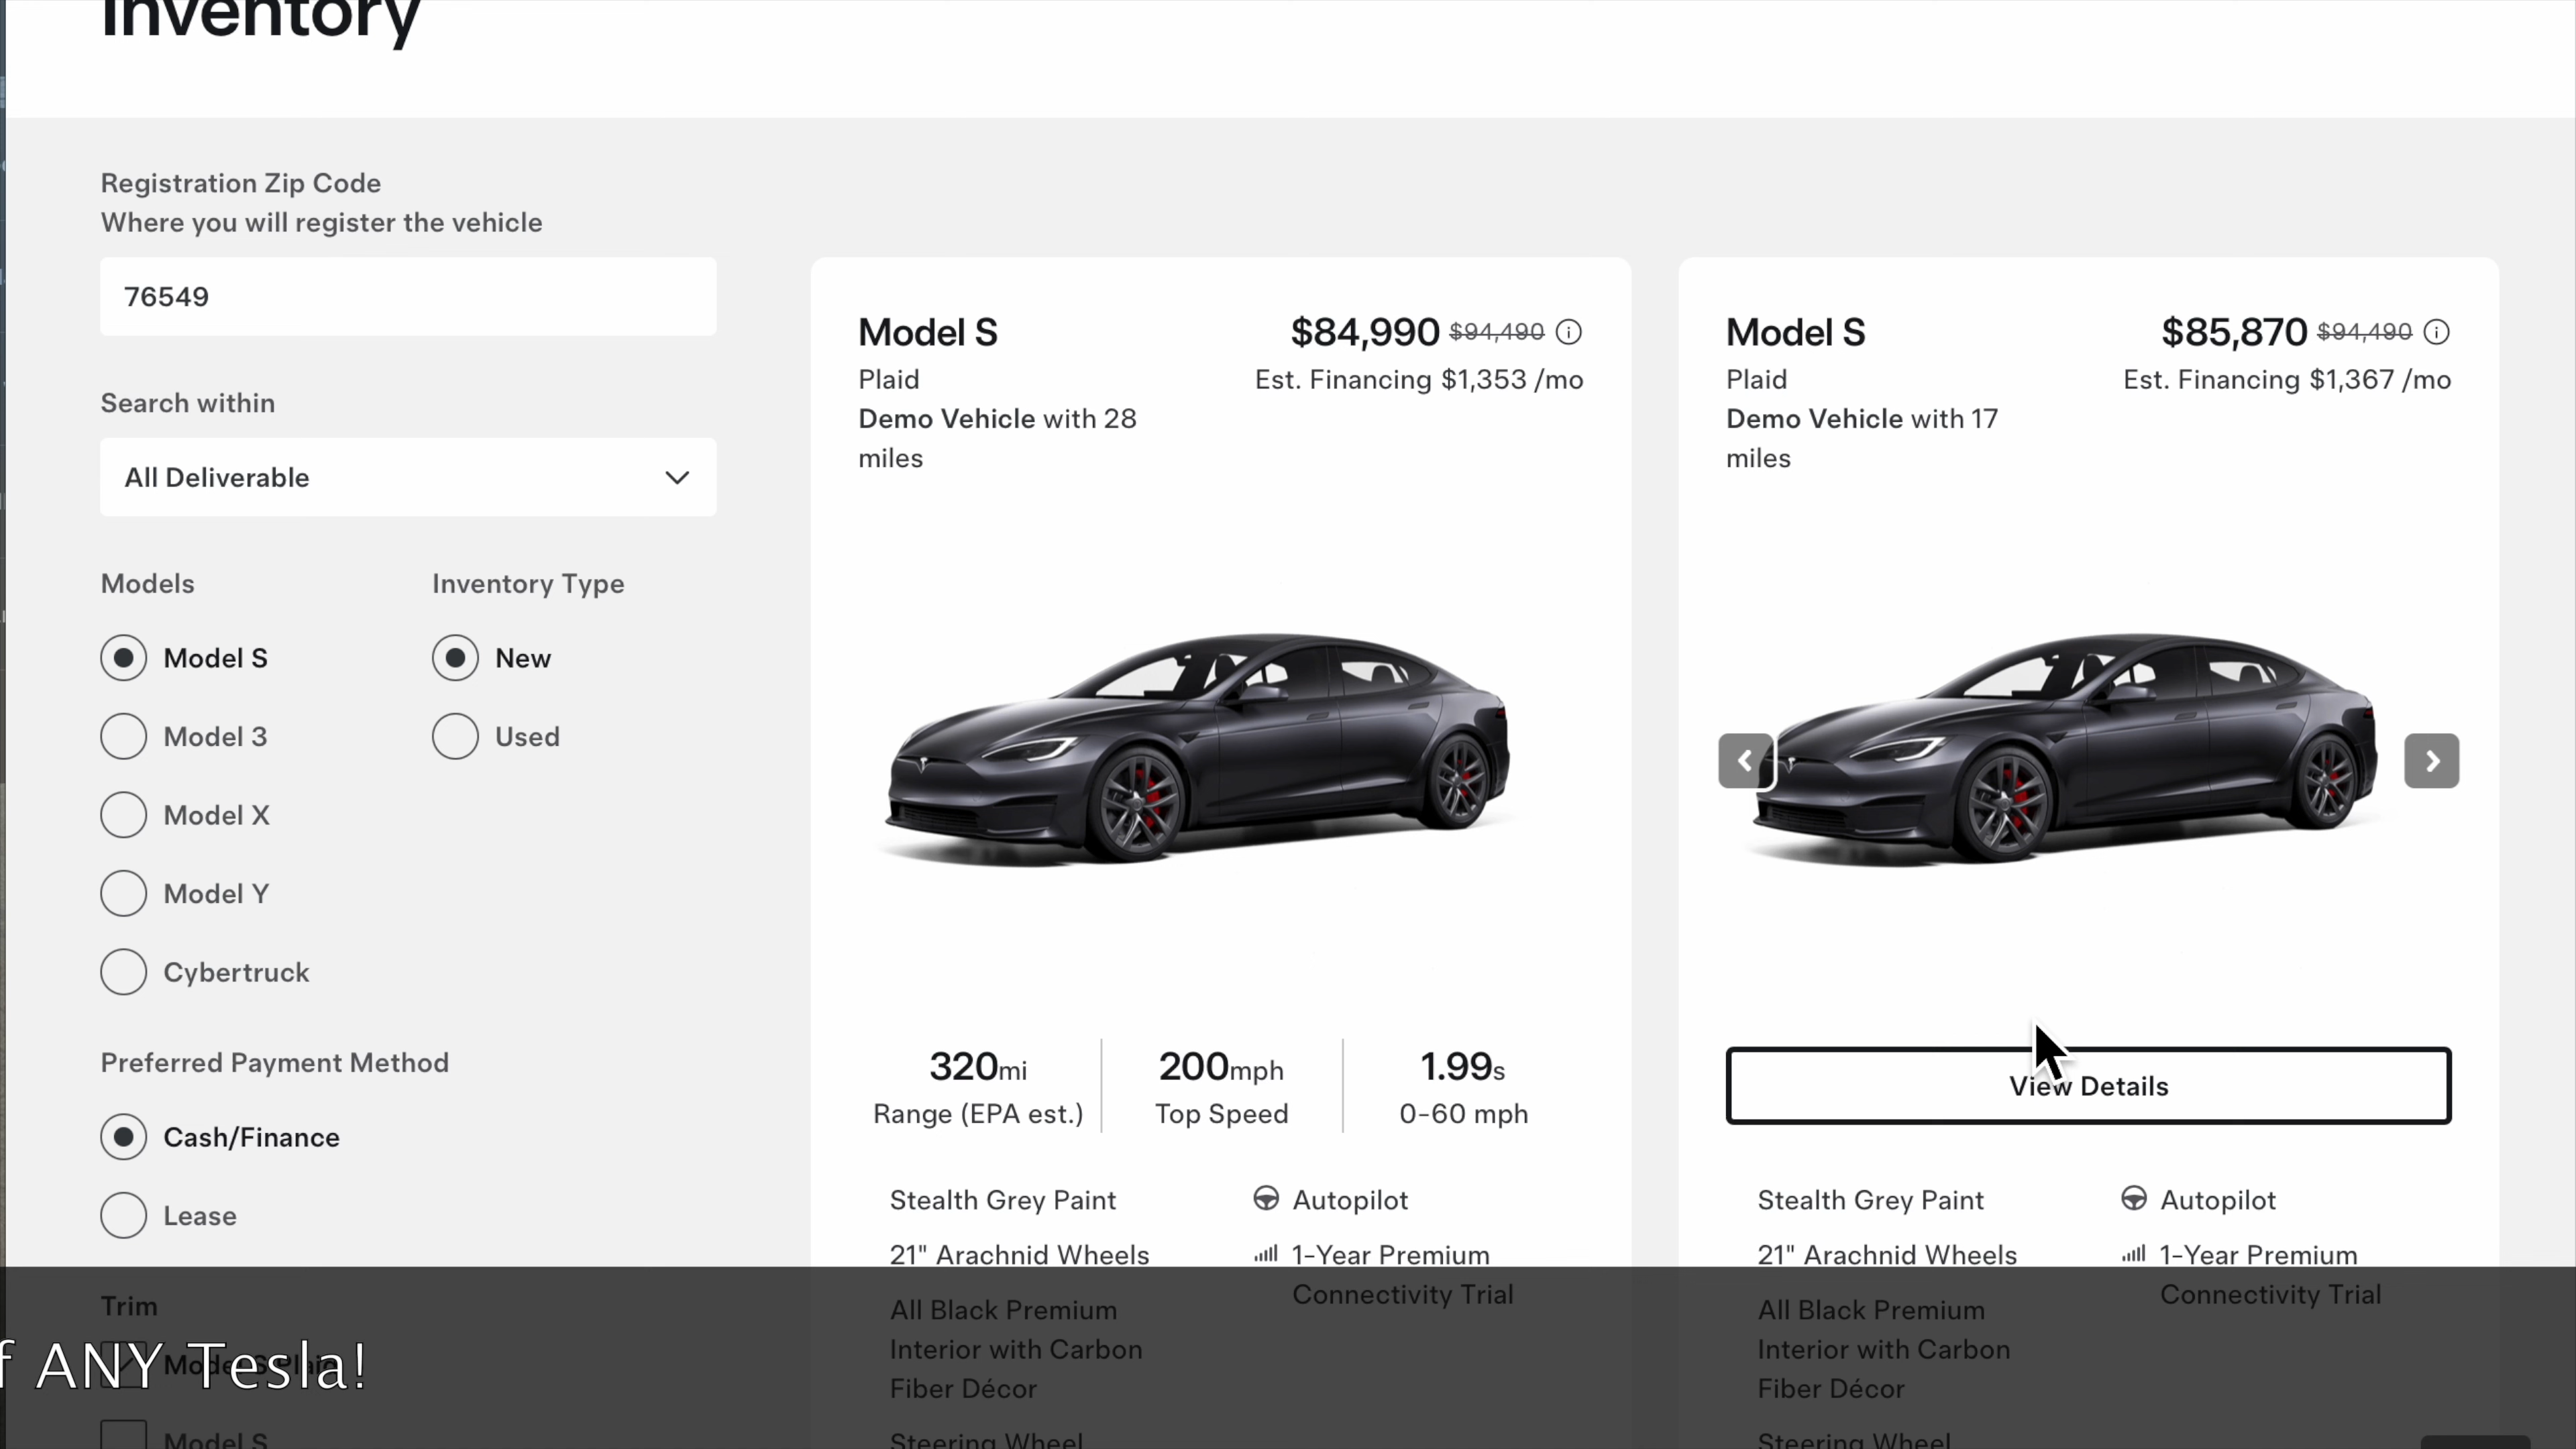 Inventory
Registration Zip Code
Where you will register the vehicle
76549
Search within
All Deliverable
Models
Inventory Type
Model S
New
Model 3
Used
Model X
Model Y
Cybertruck
Preferred Payment Method
Cash/Finance
Lease
Trim
Model S Plaid
Model S
Model S
$84,990 $94,490
Plaid
Est. Financing $1,353 /mo
Demo Vehicle with 28
miles
320mi
Range (EPA est.)
200mph
Top Speed
1.99s
0-60 mph
Stealth Grey Paint
21" Arachnid Wheels
All Black Premium
Interior with Carbon
Fiber Décor
Steering Wheel
Autopilot
1-Year Premium
Connectivity Trial
Model S
$85,870 $94,490
Plaid
Est. Financing $1,367 /mo
Demo Vehicle with 17
miles
View Details
Stealth Grey Paint
21" Arachnid Wheels
All Black Premium
Interior with Carbon
Fiber Décor
Steering Wheel
Autopilot
1-Year Premium
Connectivity Trial
f ANY Tesla!